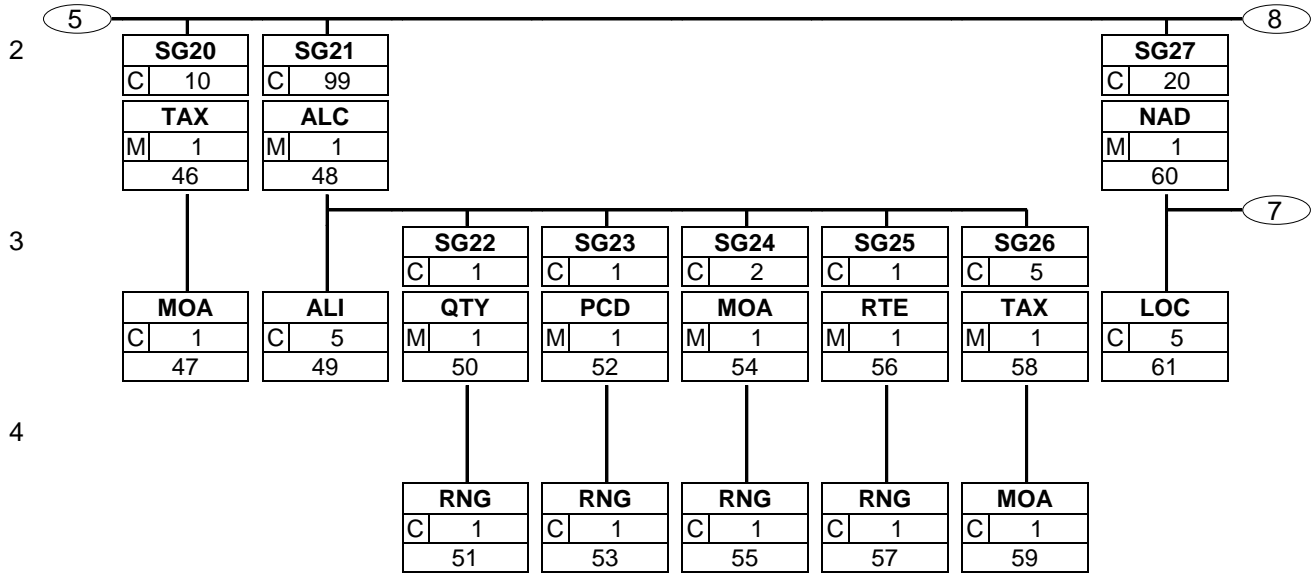 5 8
2 SG20 SG21 SG27
C 10 C 99 C 20
TAX ALC NAD
M 1 M 1 M 1
46 48 60
7
3 SG22 SG23 SG24 SG25 SG26
C 1 C 1 C 2 C 1 C 5
MOA ALI QTY PCD MOA RTE TAX LOC
C 1 C 5 M 1 M 1 M 1 M 1 M 1 C 5
47 49 50 52 54 56 58 61
4
RNG RNG RNG RNG MOA
C 1 C 1 C 1 C 1 C 1
51 53 55 57 59